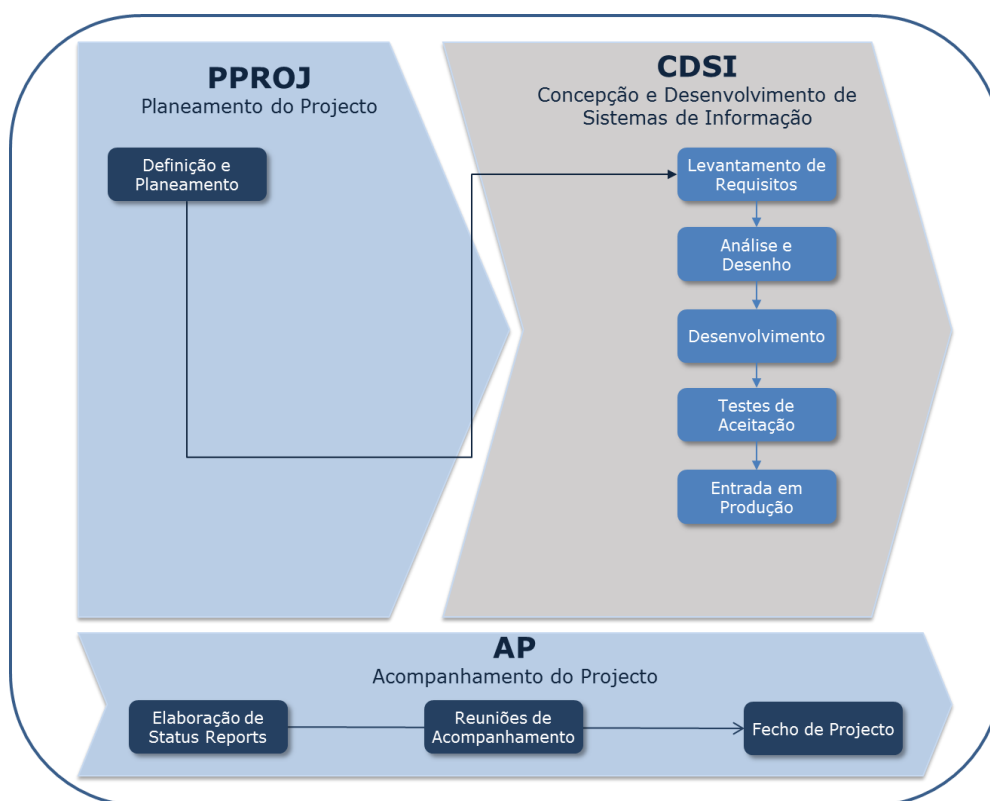 PPROJ
Planeamento do Projecto
Definição e
Planeamento
CDSI
Concepção e Desenvolvimento de
Sistemas de Informação
Levantamento de
Requisitos
Análise e
Desenho
Desenvolvimento
Testes de
Aceitação
Entrada em
Produção
AP
Acompanhamento do Projecto
Elaboração de
Status Reports
Reuniões de
Acompanhamento
Fecho de Projecto